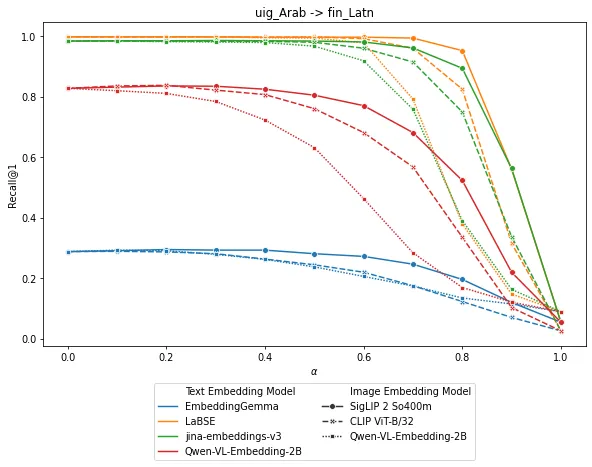 uig_Arab -> fin_Latn
Recall@1
1.0
0.8
0.6
0.4
0.2
0.0
0.0 0.2 0.4 0.6 0.8 1.0
α
Text Embedding Model
EmbeddingGemma
LaBSE
jina-embeddings-v3
Qwen-VL-Embedding-2B
Image Embedding Model
SigLIP 2 So400m
CLIP ViT-B/32
Qwen-VL-Embedding-2B